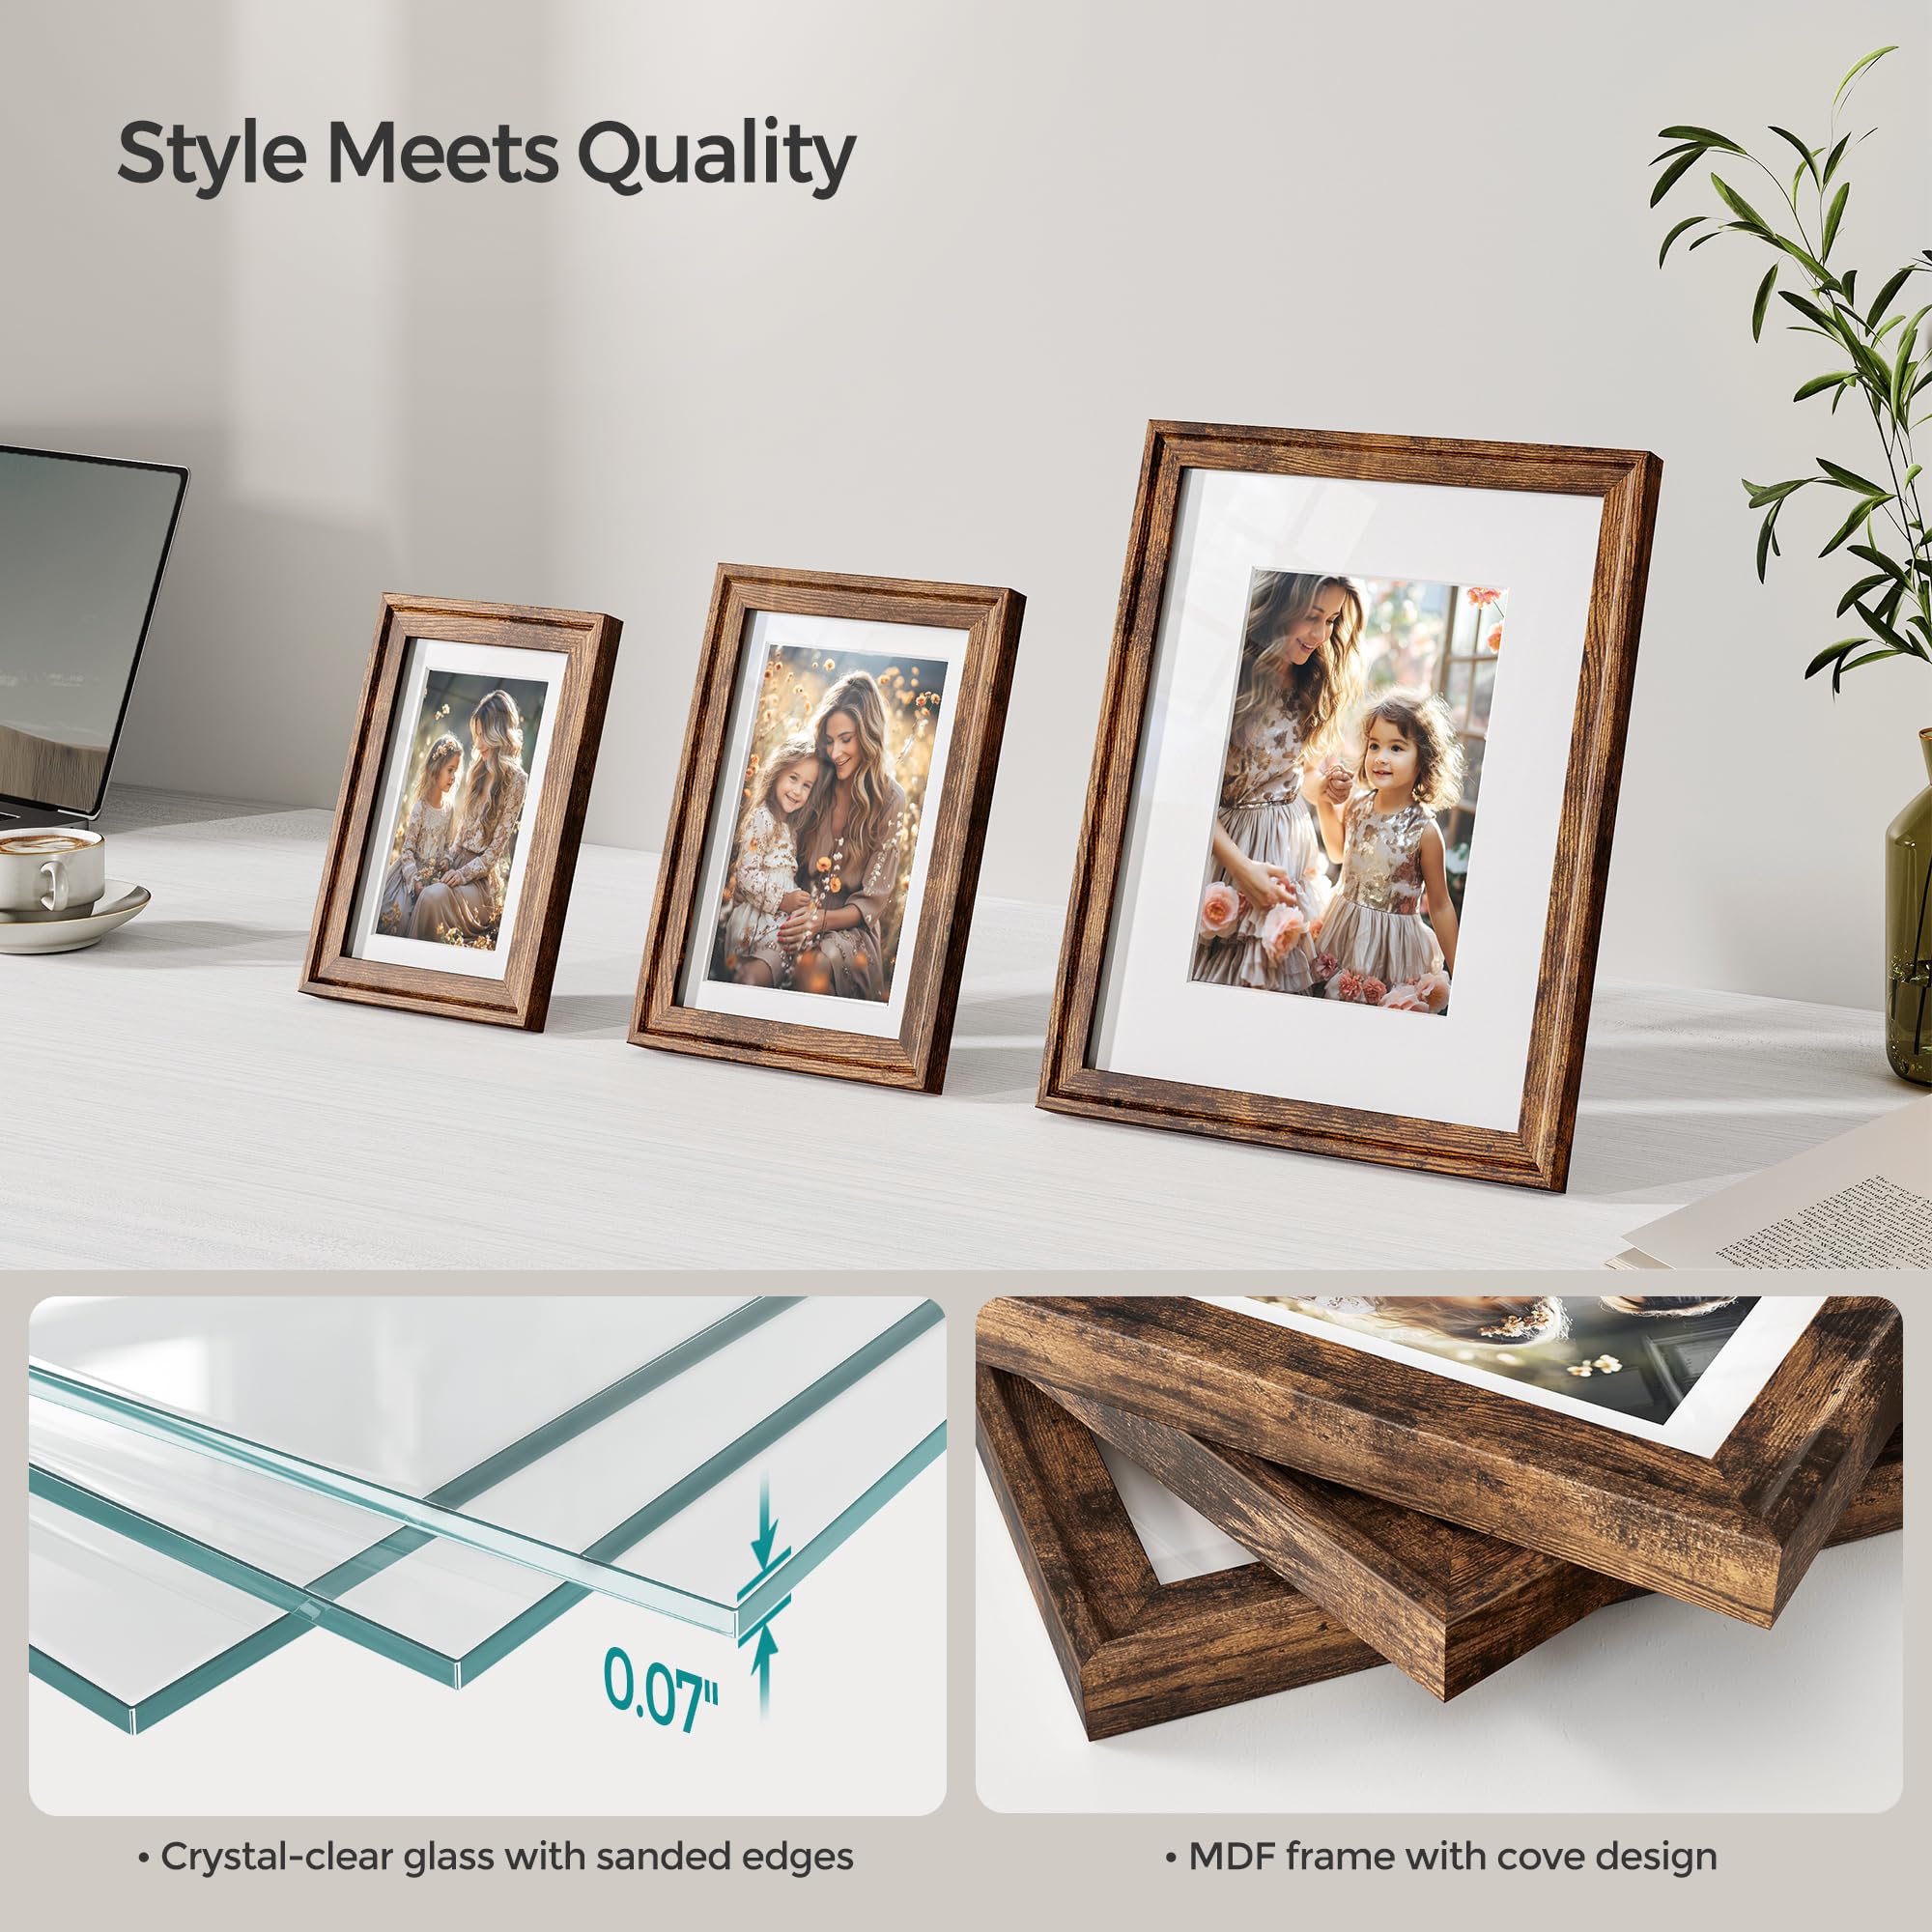 Style Meets Quality
0.07"
• Crystal-clear glass with sanded edges
• MDF frame with cove design